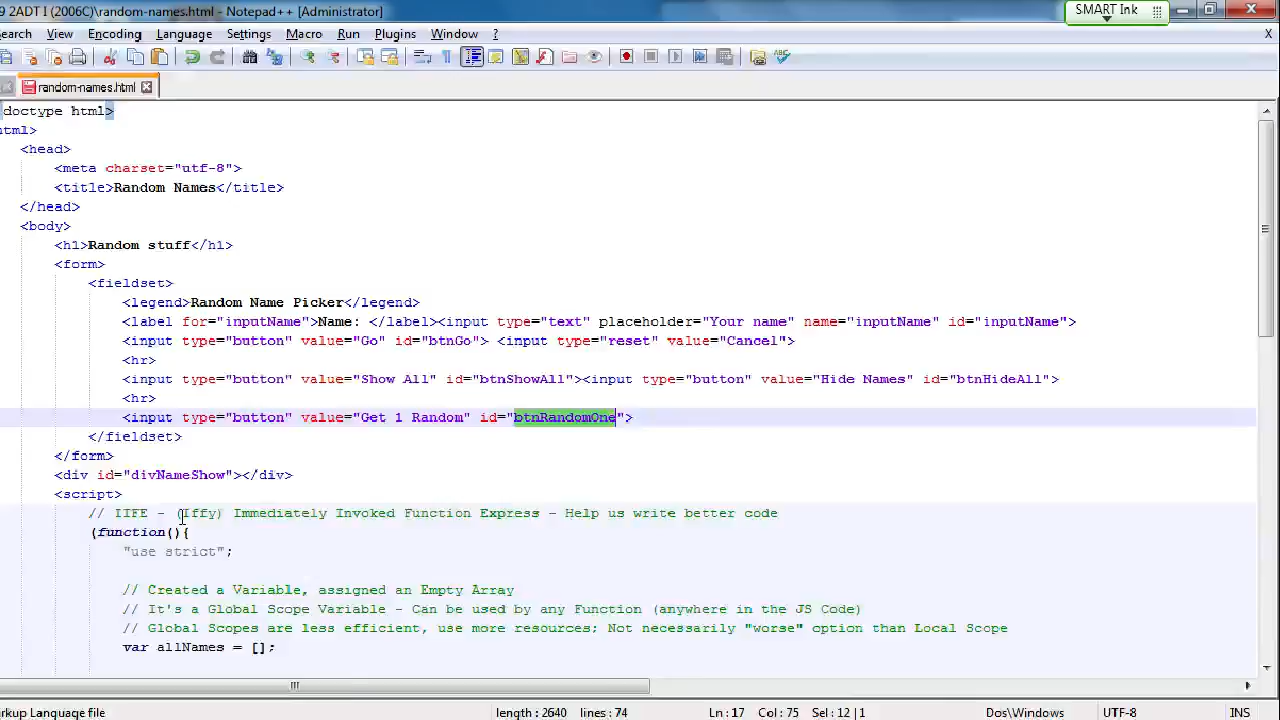 9 2ADT I (2006C)\random-names.html - Notepad++ [Administrator]
SMART Ink
earch View Encoding Language Settings Macro Run Plugins Window ? X
random-names.html
doctype html>
html>
<head>
<meta charset="utf-8">
<title>Random Names</title>
</head>
<body>
<h1>Random stuff</h1>
<form>
<fieldset>
<legend>Random Name Picker</legend>
<label for="inputName">Name: </label><input type="text" placeholder="Your name" name="inputName" id="inputName">
<input type="button" value="Go" id="btnGo"> <input type="reset" value="Cancel">
<hr>
<input type="button" value="Show All" id="btnShowAll"><input type="button" value="Hide Names" id="btnHideAll">
<hr>
<input type="button" value="Get 1 Random" id="btnRandomOne">
</fieldset>
</form>
<div id="divNameShow"></div>
<script>
// IIFE - (Iffy) Immediately Invoked Function Express - Help us write better code
(function(){
"use strict";
// Created a Variable, assigned an Empty Array
// It's a Global Scope Variable - Can be used by any Function (anywhere in the JS Code)
// Global Scopes are less efficient, use more resources; Not necessarily "worse" option than Local Scope
var allNames = [];
rkup Language file length : 2640 lines : 74 Ln : 17 Col : 75 Sel : 12 | 1 Dos\Windows UTF-8 INS